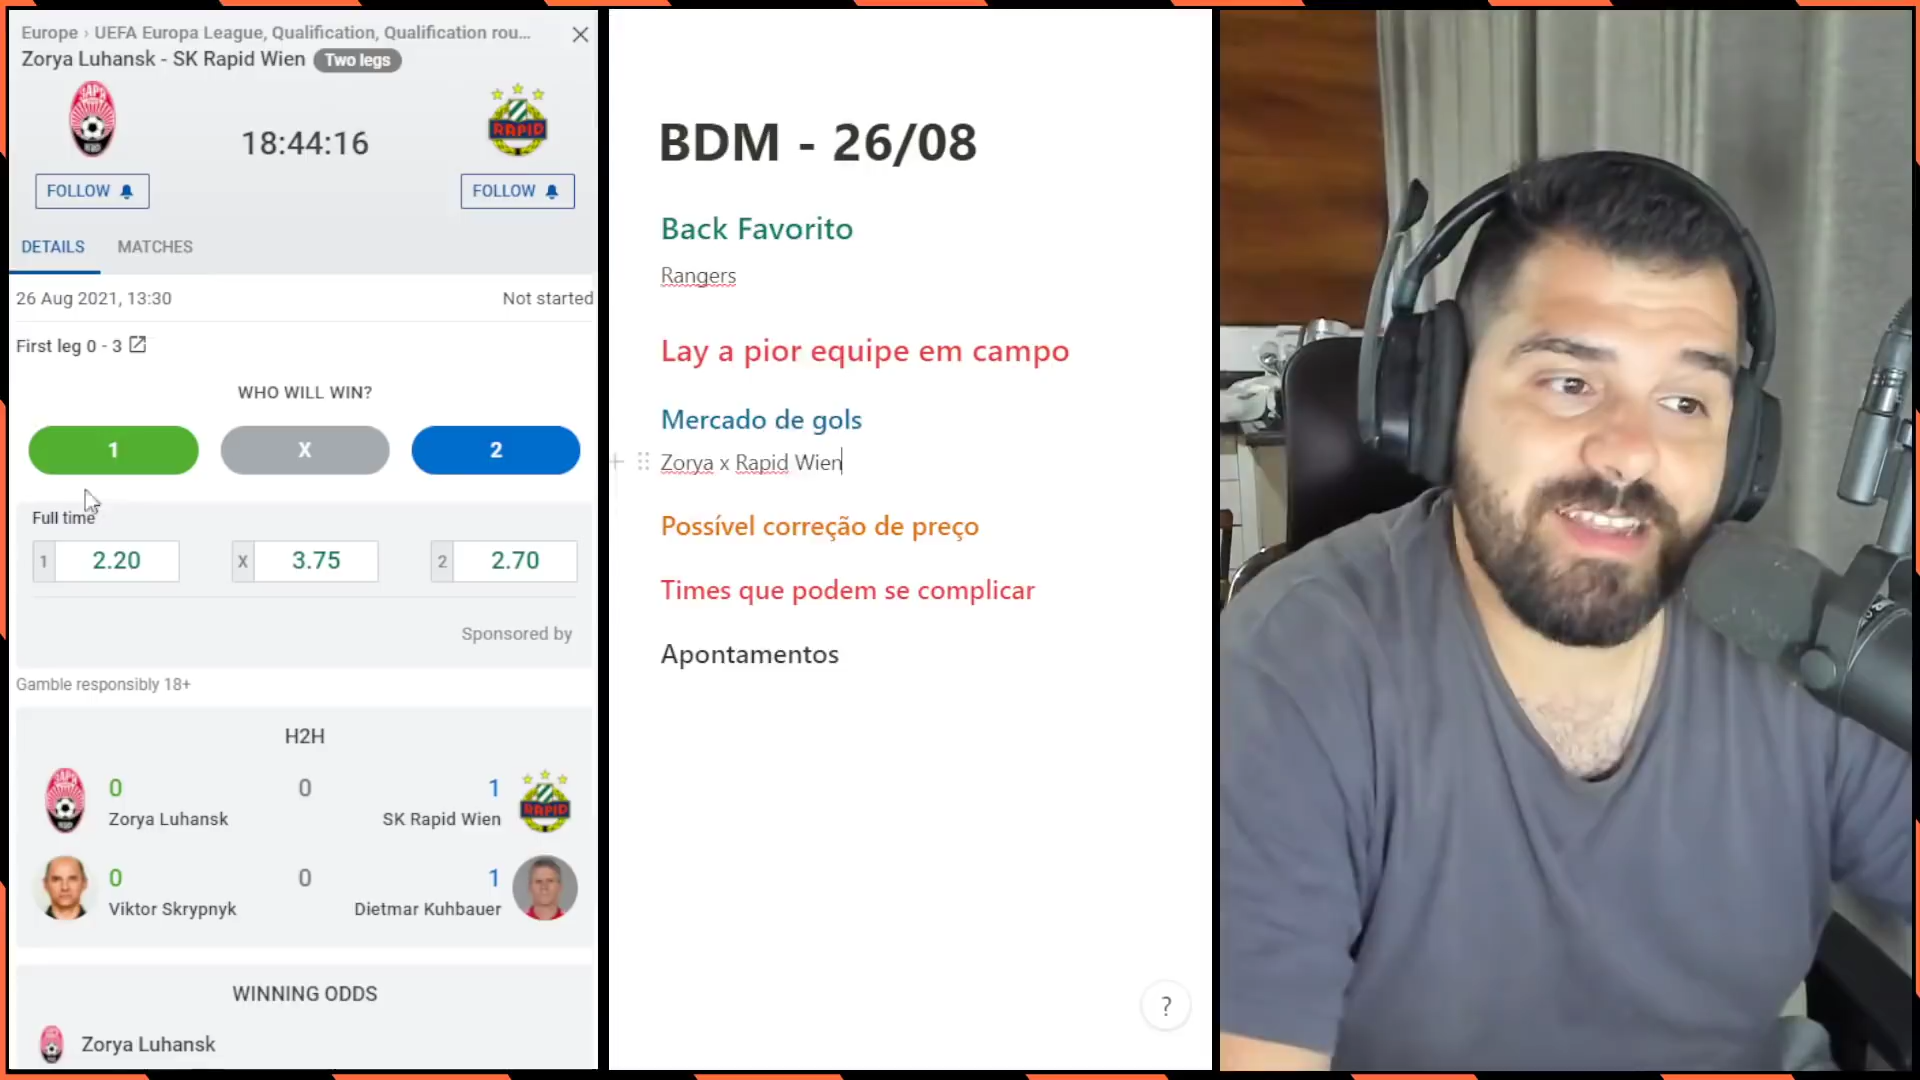 Europe › UEFA Europa League, Qualification, Qualification rou...
Zorya Luhansk - SK Rapid Wien Two legs
18:44:16
RAPID
FOLLOW
FOLLOW
DETAILS
MATCHES
26 Aug 2021, 13:30
Not started
First leg 0 - 3
WHO WILL WIN?
1
X
2
Full time
1 2.20
X 3.75
2 2.70
Sponsored by
Gamble responsibly 18+
H2H
0
0
1
Zorya Luhansk
SK Rapid Wien
RAPID
0
0
1
Viktor Skrypnyk
Dietmar Kuhbauer
WINNING ODDS
Zorya Luhansk
BDM - 26/08
Back Favorito
Rangers
Lay a pior equipe em campo
Mercado de gols
Zorya x Rapid Wien
Possível correção de preço
Times que podem se complicar
Apontamentos
?